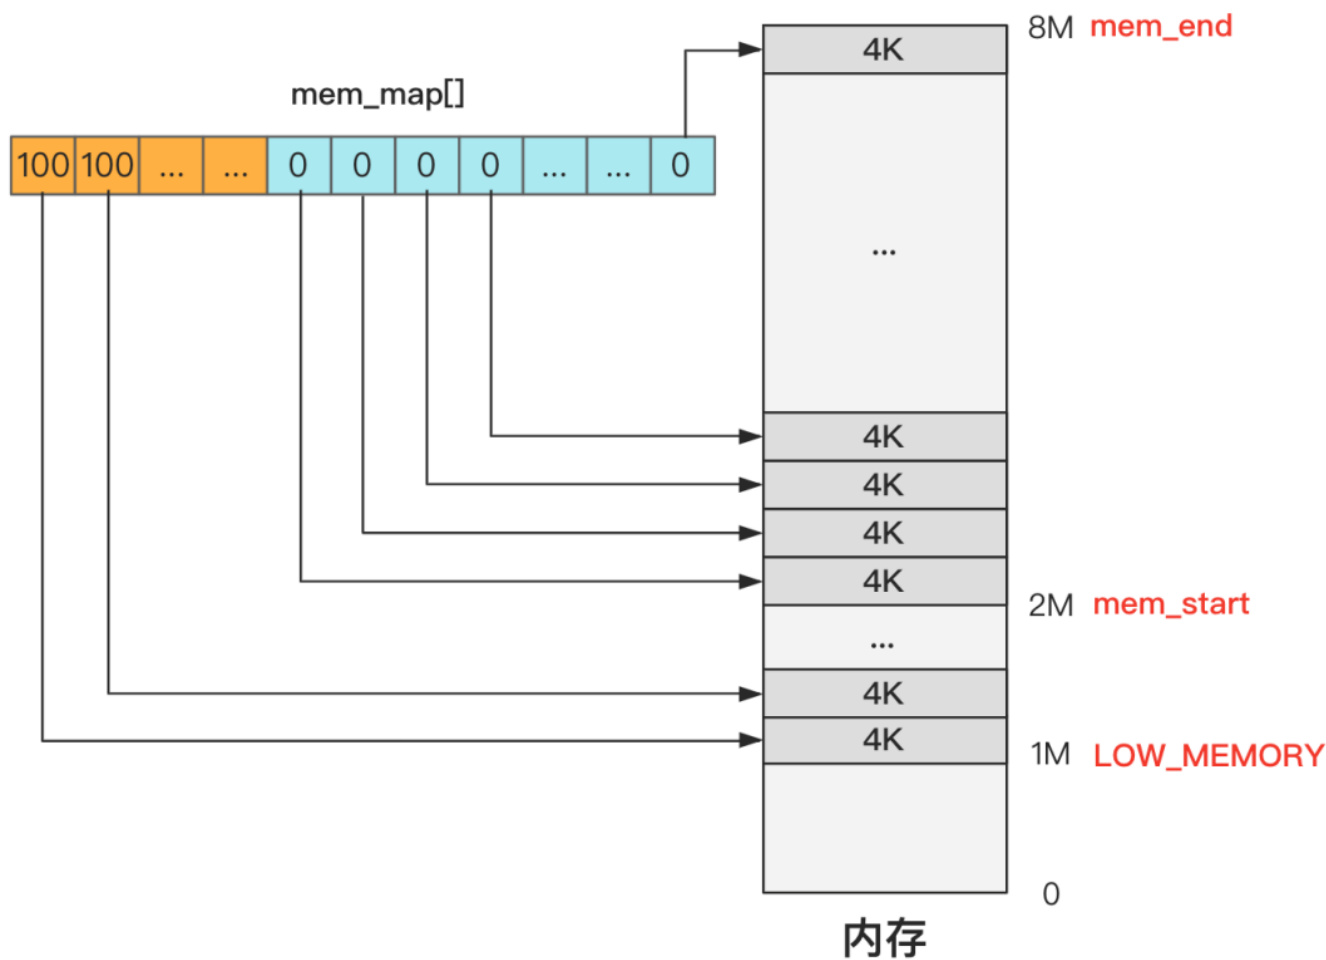 8M mem_end
4K
mem_map[]
100 100 ... ... 0 0 0 0 ... ... 0
...
4K
4K
4K
4K
2M mem_start
...
4K
4K
1M LOW_MEMORY
0
内存